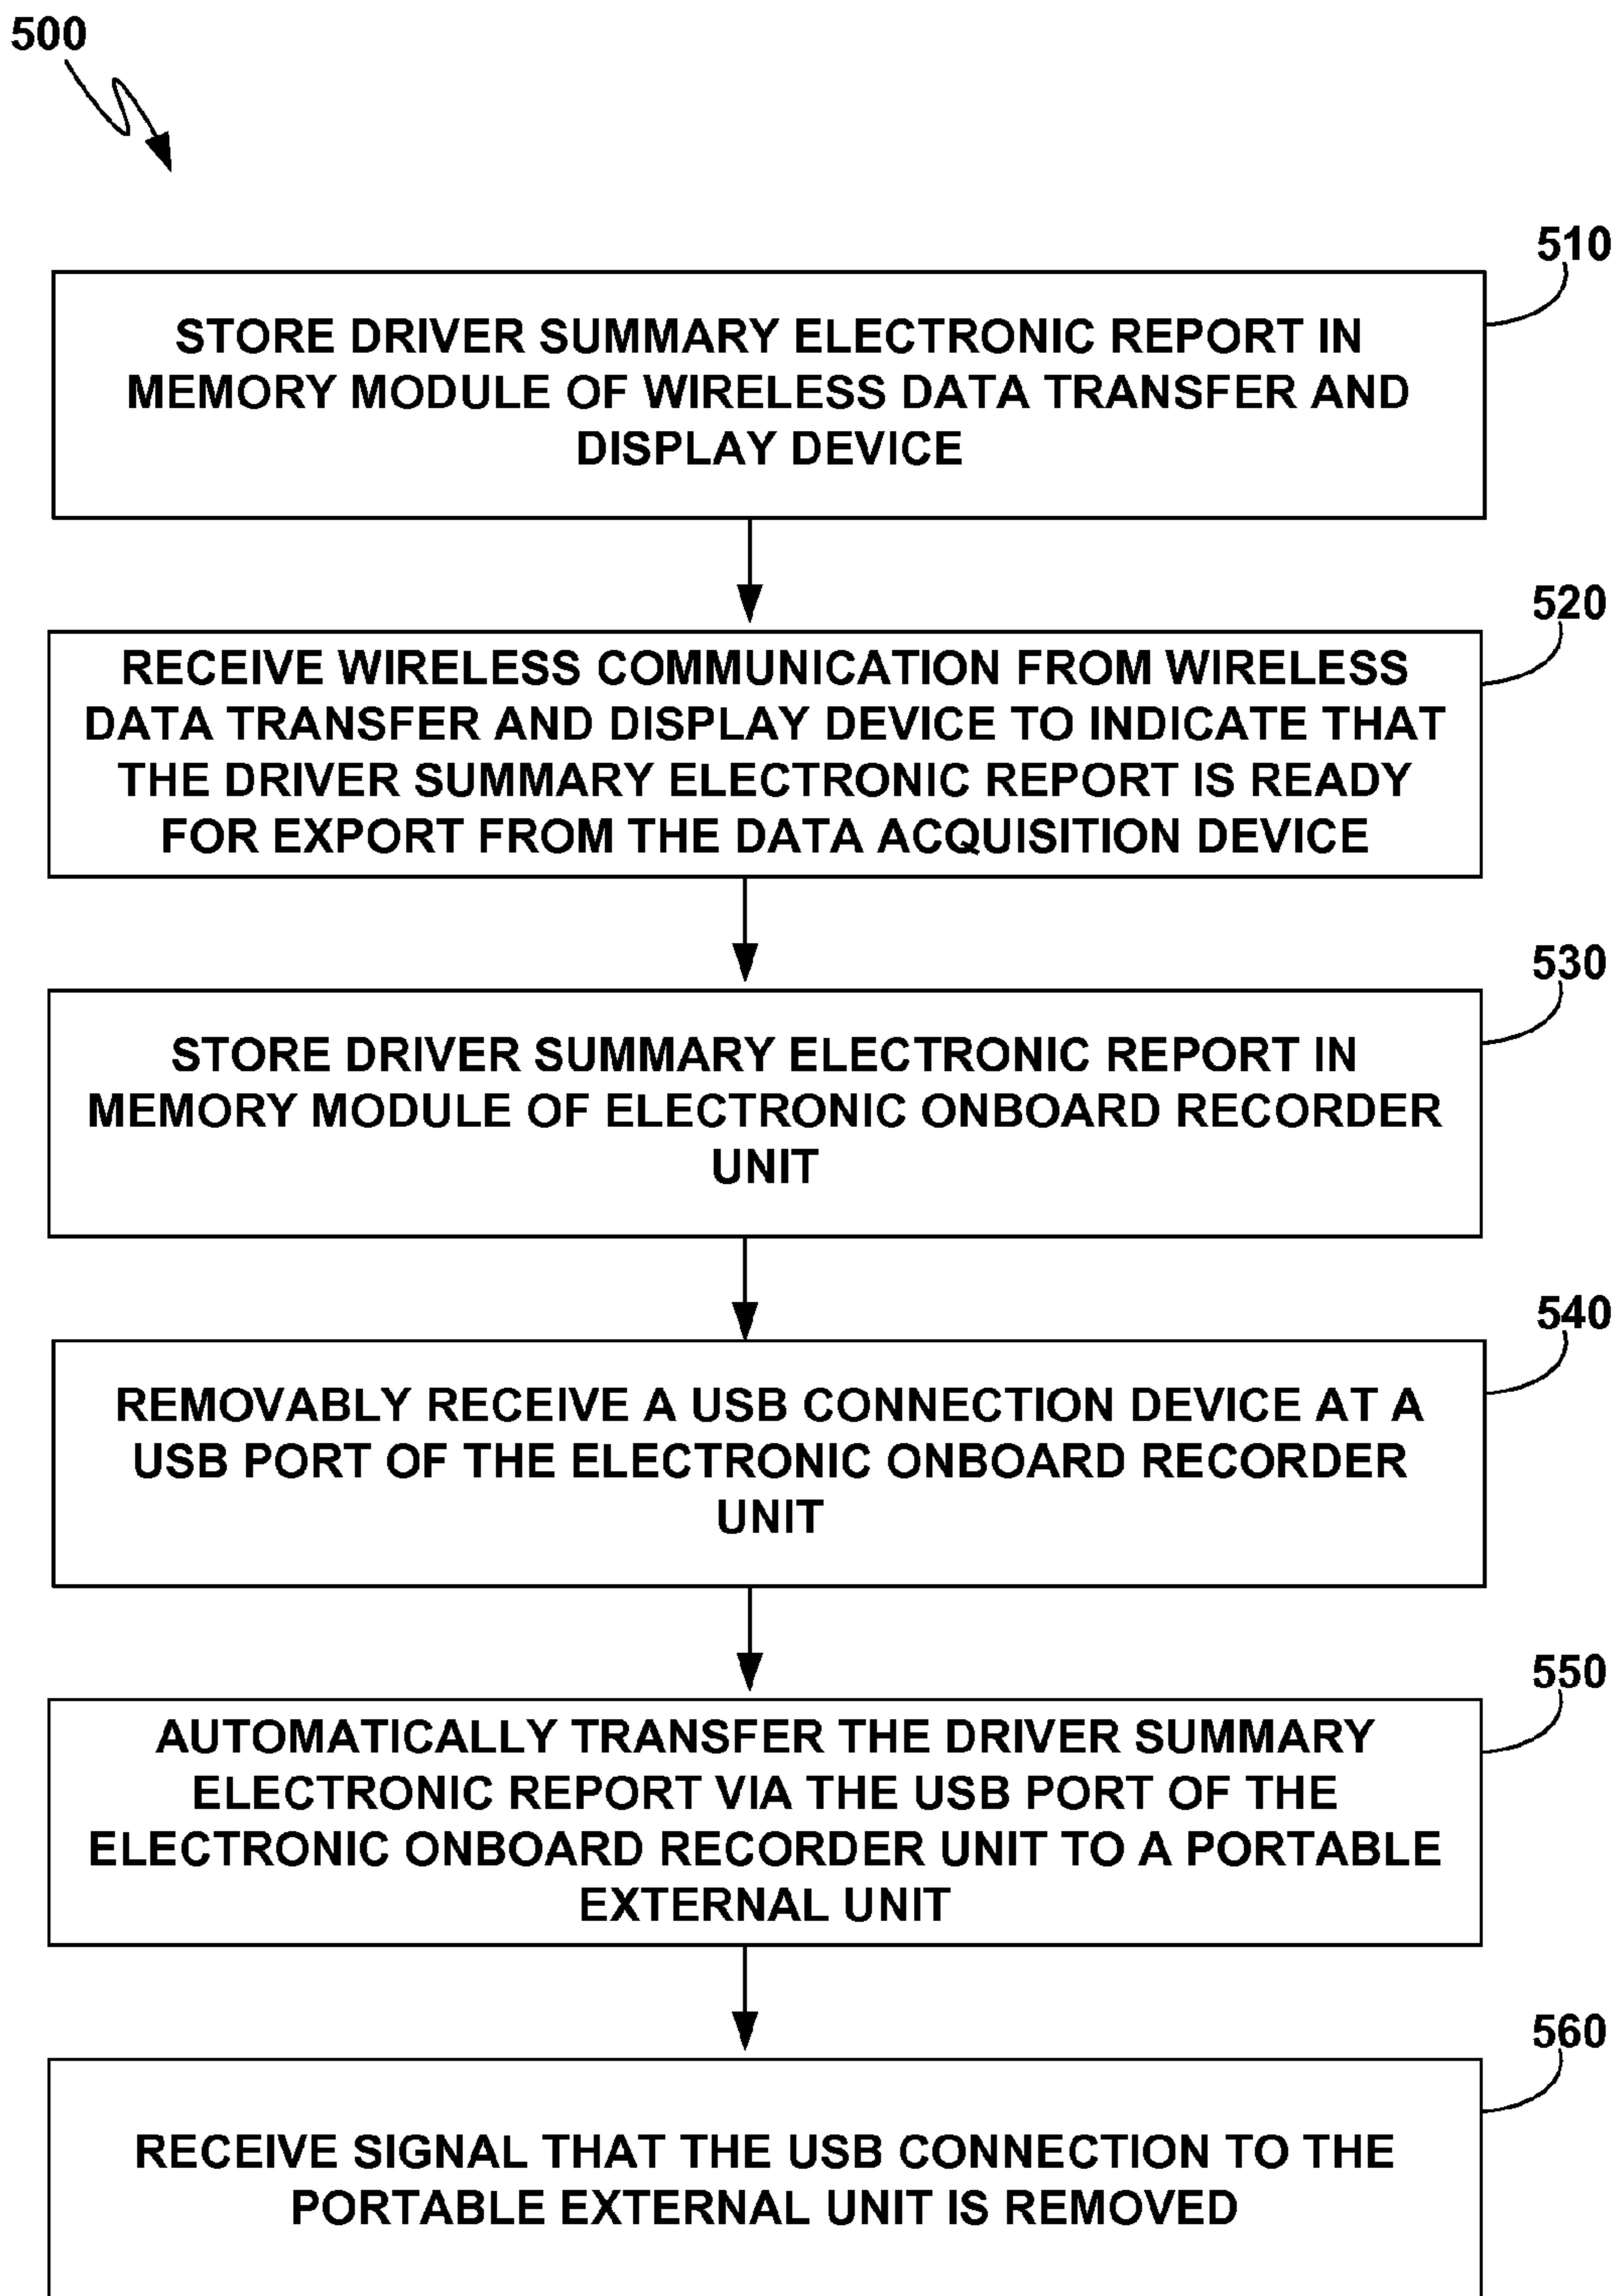 500
510
STORE DRIVER SUMMARY ELECTRONIC REPORT IN
MEMORY MODULE OF WIRELESS DATA TRANSFER AND
DISPLAY DEVICE
520
RECEIVE WIRELESS COMMUNICATION FROM WIRELESS
DATA TRANSFER AND DISPLAY DEVICE TO INDICATE THAT
THE DRIVER SUMMARY ELECTRONIC REPORT IS READY
FOR EXPORT FROM THE DATA ACQUISITION DEVICE
530
STORE DRIVER SUMMARY ELECTRONIC REPORT IN
MEMORY MODULE OF ELECTRONIC ONBOARD RECORDER
UNIT
540
REMOVABLY RECEIVE A USB CONNECTION DEVICE AT A
USB PORT OF THE ELECTRONIC ONBOARD RECORDER
UNIT
550
AUTOMATICALLY TRANSFER THE DRIVER SUMMARY
ELECTRONIC REPORT VIA THE USB PORT OF THE
ELECTRONIC ONBOARD RECORDER UNIT TO A PORTABLE
EXTERNAL UNIT
560
RECEIVE SIGNAL THAT THE USB CONNECTION TO THE
PORTABLE EXTERNAL UNIT IS REMOVED